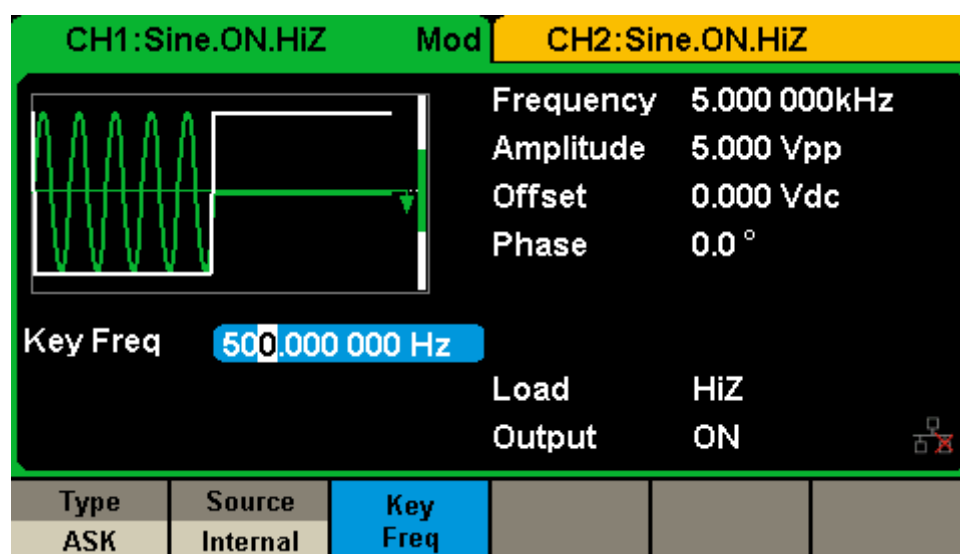 CH1:Sine.ON.HiZ Mod CH2:Sine.ON.HiZ
Frequency 5.000 000kHz
Amplitude 5.000 Vpp
Offset 0.000 Vdc
Phase 0.0 °
Key Freq 500.000 000 Hz
Load HiZ
Output ON
Type Source Key
ASK Internal Freq